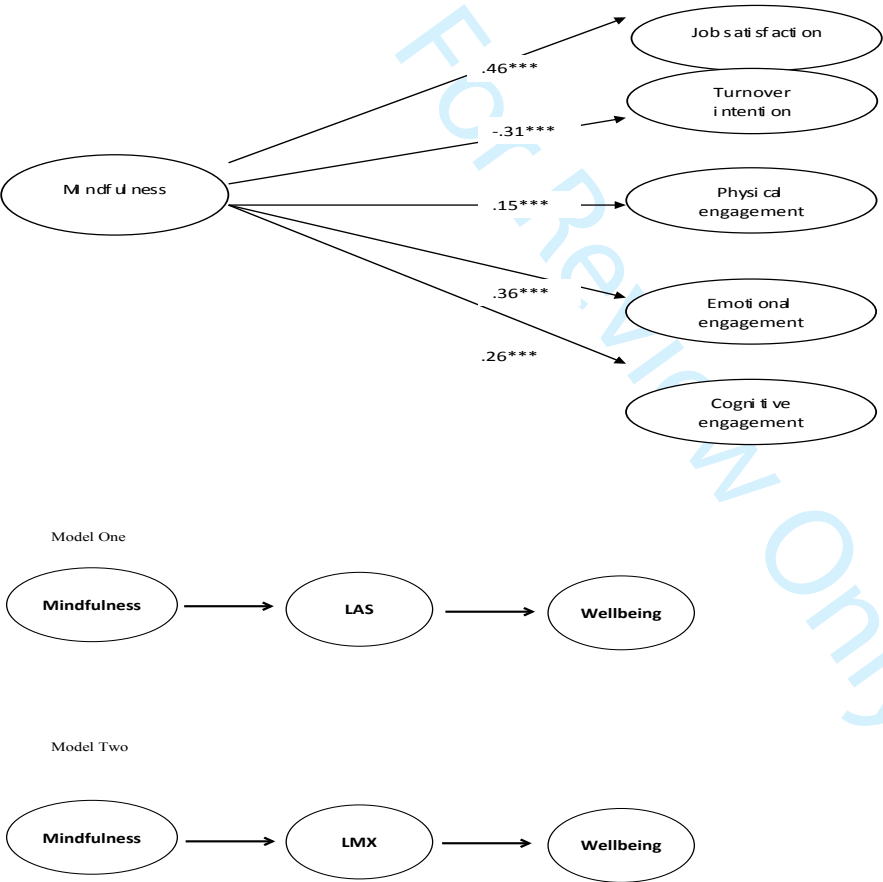 Job satisfaction
.46***
Turnover
intention
-.31***
Mindfulness
Physical
engagement
.15***
.36***
Emotional
engagement
.26***
Cognitive
engagement
Model One
Mindfulness
LAS
Wellbeing
Model Two
Mindfulness
LMX
Wellbeing
For Review Only